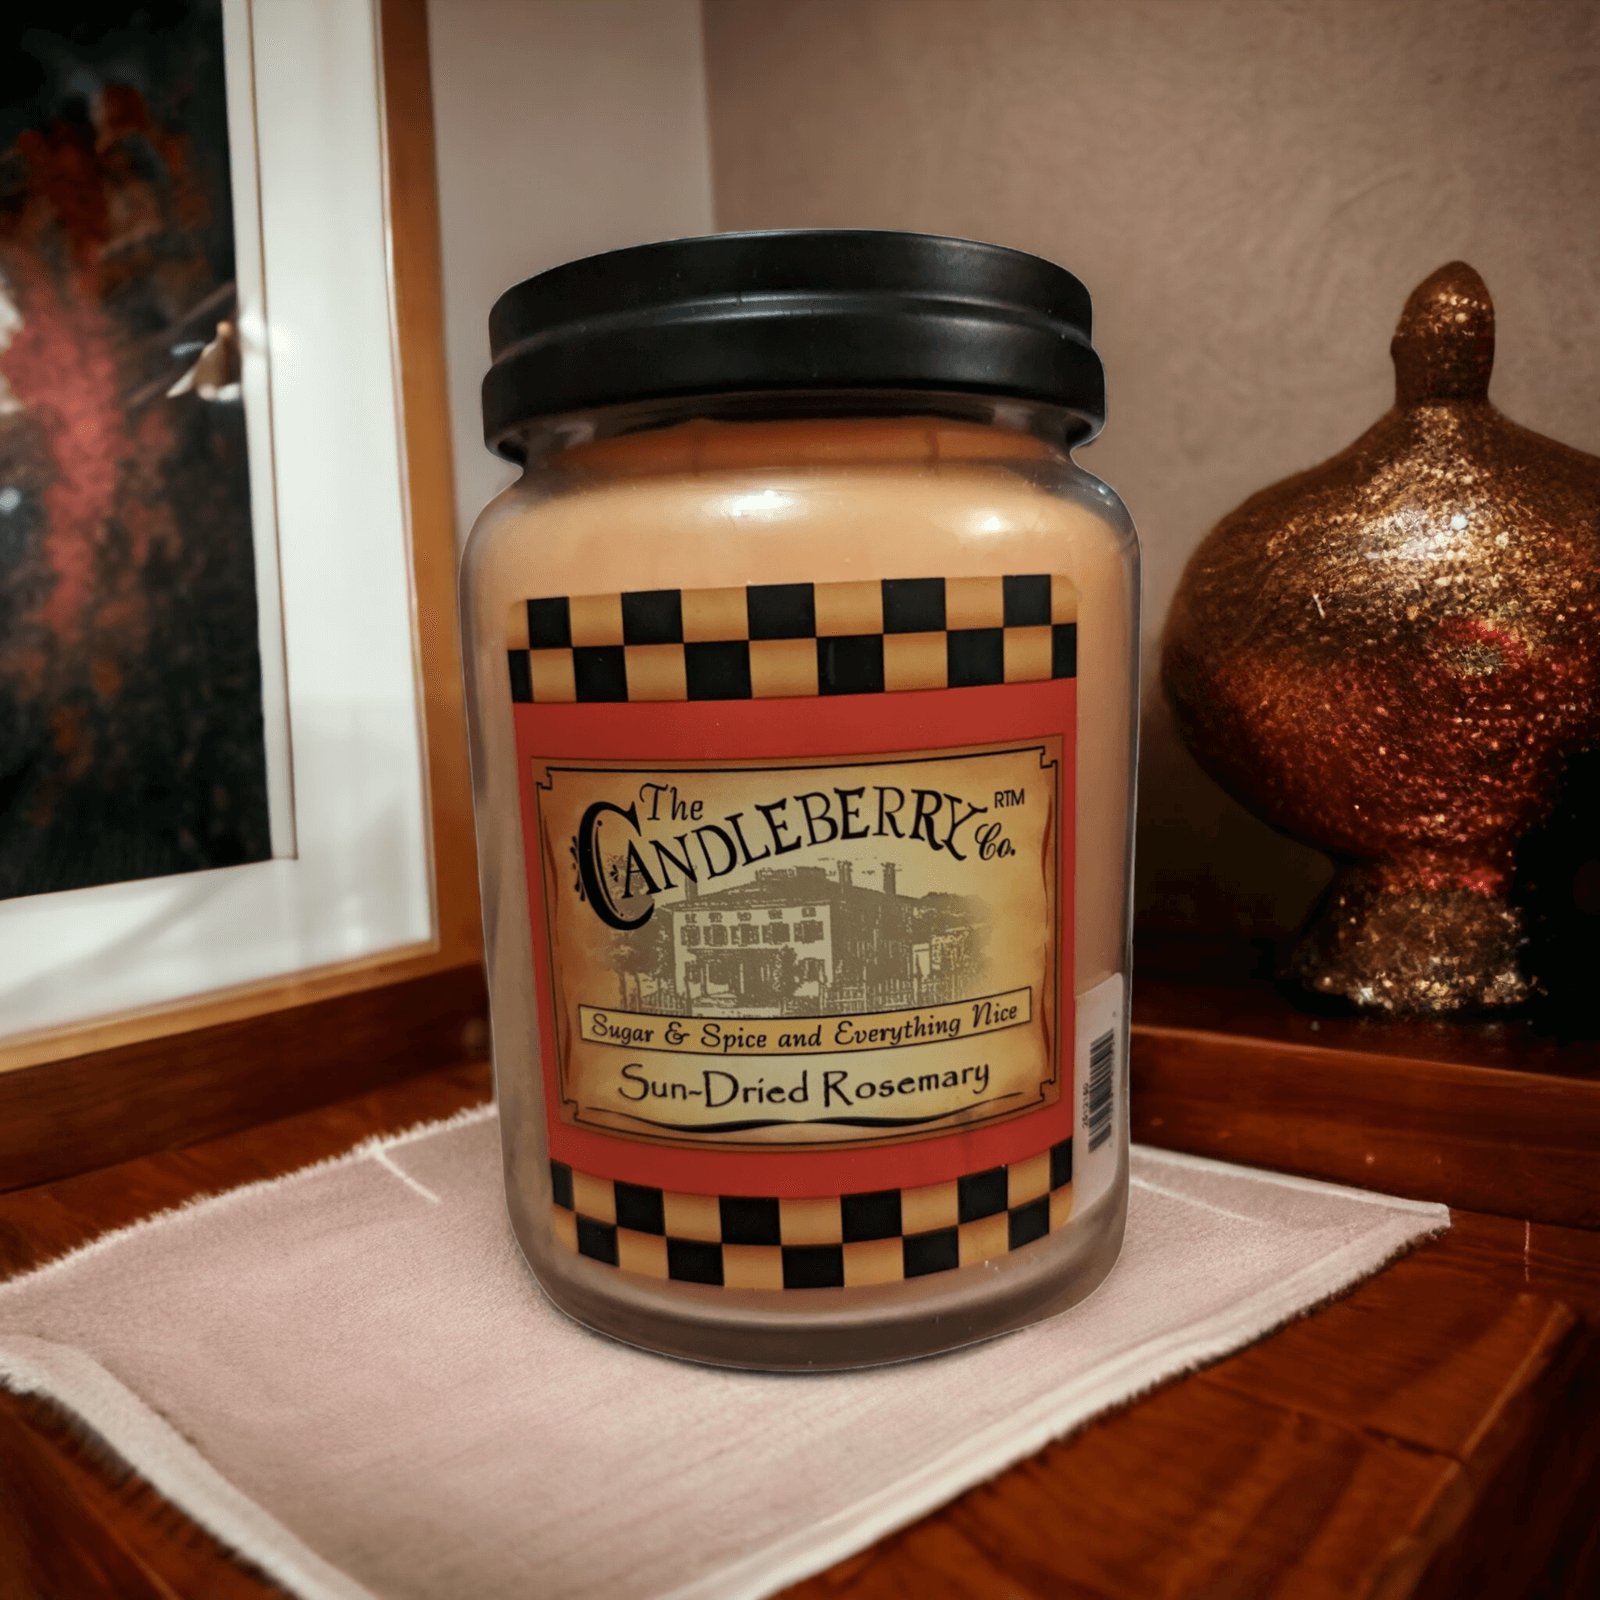 The
CANDLEBERRY RTM
Co.
Sugar & Spice and Everything Nice
Sun-Dried Rosemary